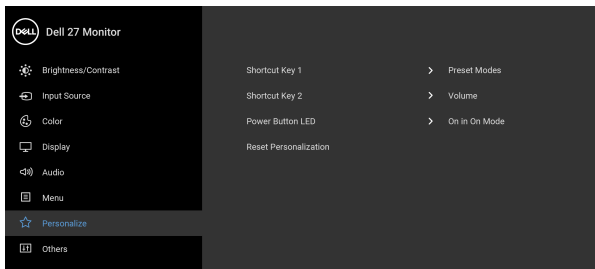 DELL Dell 27 Monitor
Brightness/Contrast
Input Source
Color
Display
Audio
Menu
Personalize
Others
Shortcut Key 1 > Preset Modes
Shortcut Key 2 > Volume
Power Button LED > On in On Mode
Reset Personalization